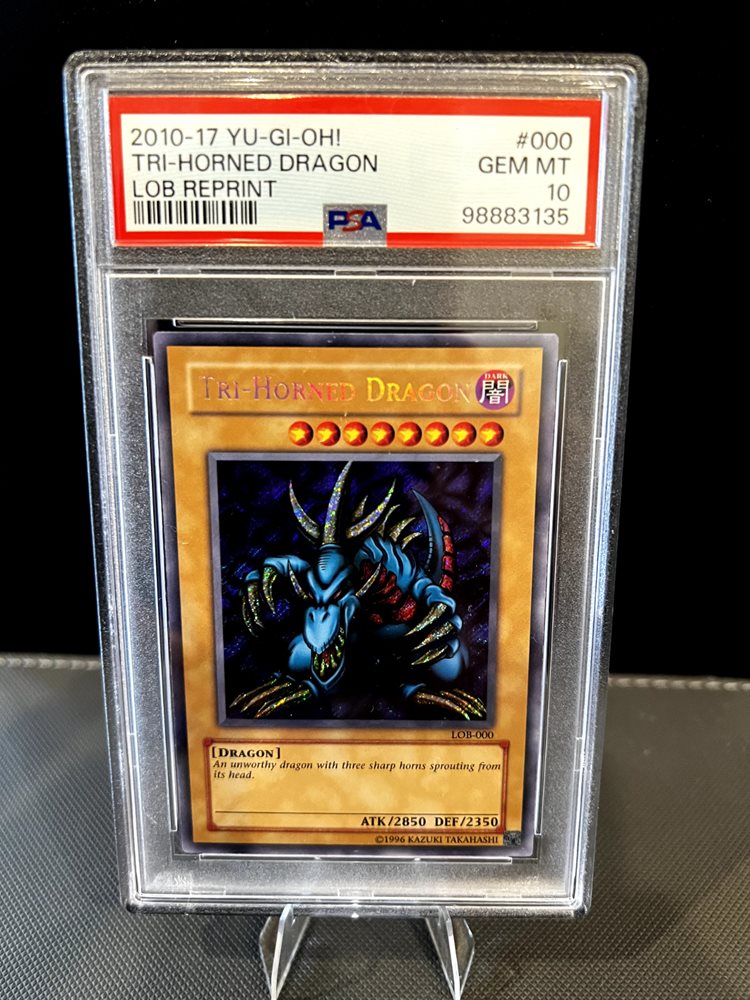 2010-17 YU-GI-OH! #000
TRI-HORNED DRAGON GEM MT
LOB REPRINT 10
PSA 98883135
TRI-HORNED DRAGON
DARK
闇
LOB-000
[DRAGON]
An unworthy dragon with three sharp horns sprouting from
its head.
ATK/2850 DEF/2350
©1996 KAZUKI TAKAHASHI